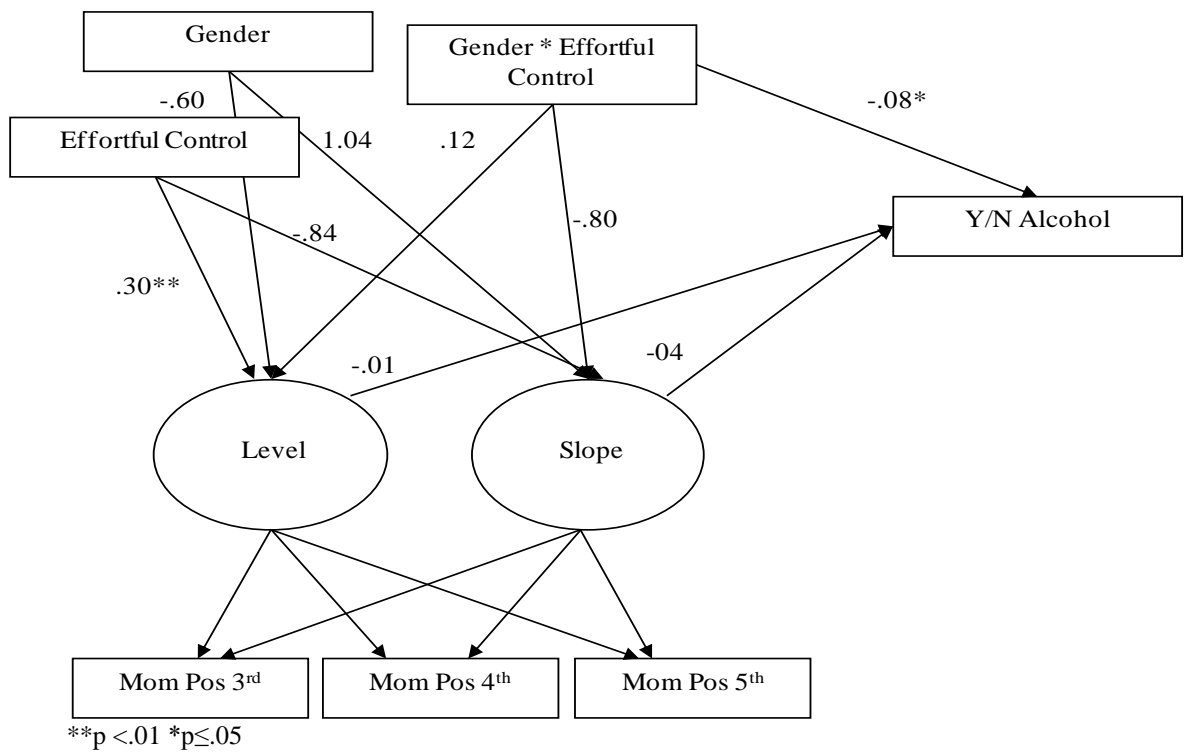 Gender
Gender * Effortful
Control
-.60
-.08*
Effortful Control
1.04
.12
Y/N Alcohol
-.80
-.84
.30**
-.01
-04
Level
Slope
Mom Pos 3rd
Mom Pos 4th
Mom Pos 5th
**p <.01 *p≤.05